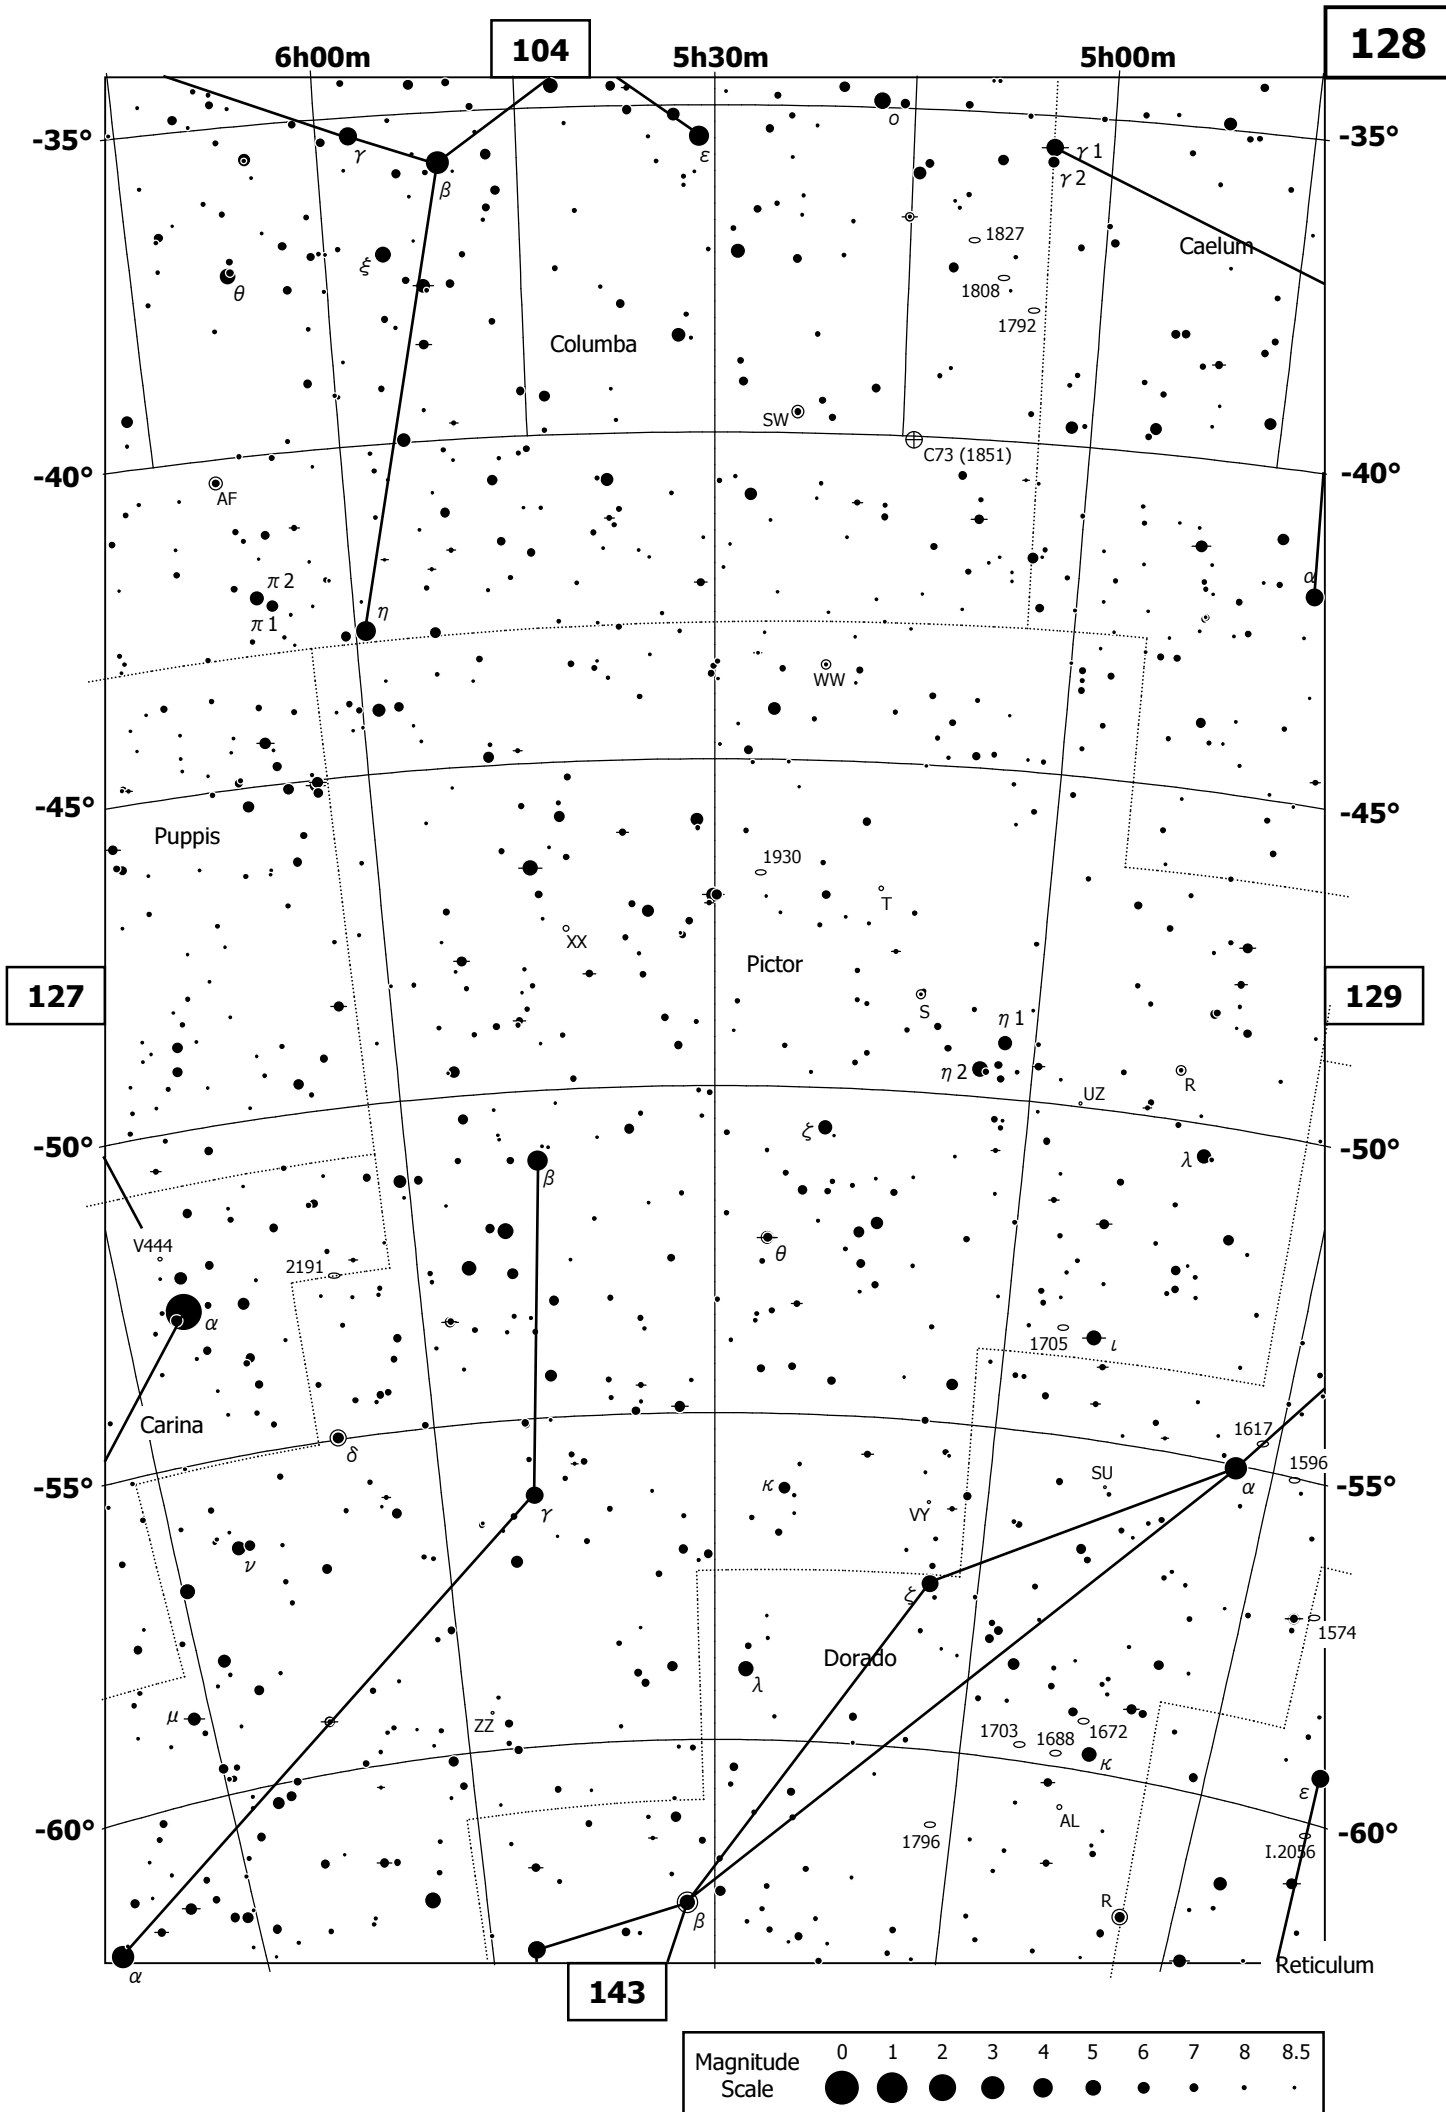 6h00m
104
5h30m
5h00m
128
-35°
-35°
ο
γ
β
ε
γ 1
γ 2
1827
Caelum
ξ
θ
1808
1792
Columba
SW
C73 (1851)
-40°
-40°
AF
π 2
π 1
η
α
WW
-45°
-45°
Puppis
1930
T
XX
Pictor
127
129
S
η 1
η 2
R
UZ
ζ
-50°
-50°
λ
β
V444
2191
θ
α
1705
ι
Carina
δ
1617
1596
-55°
-55°
κ
SU
α
γ
VY
ν
ζ
1574
Dorado
λ
μ
ZZ
1703
1688
1672
κ
ε
AL
-60°
-60°
1796
I.2056
R
β
α
Reticulum
143
Magnitude
Scale
0 1 2 3 4 5 6 7 8 8.5